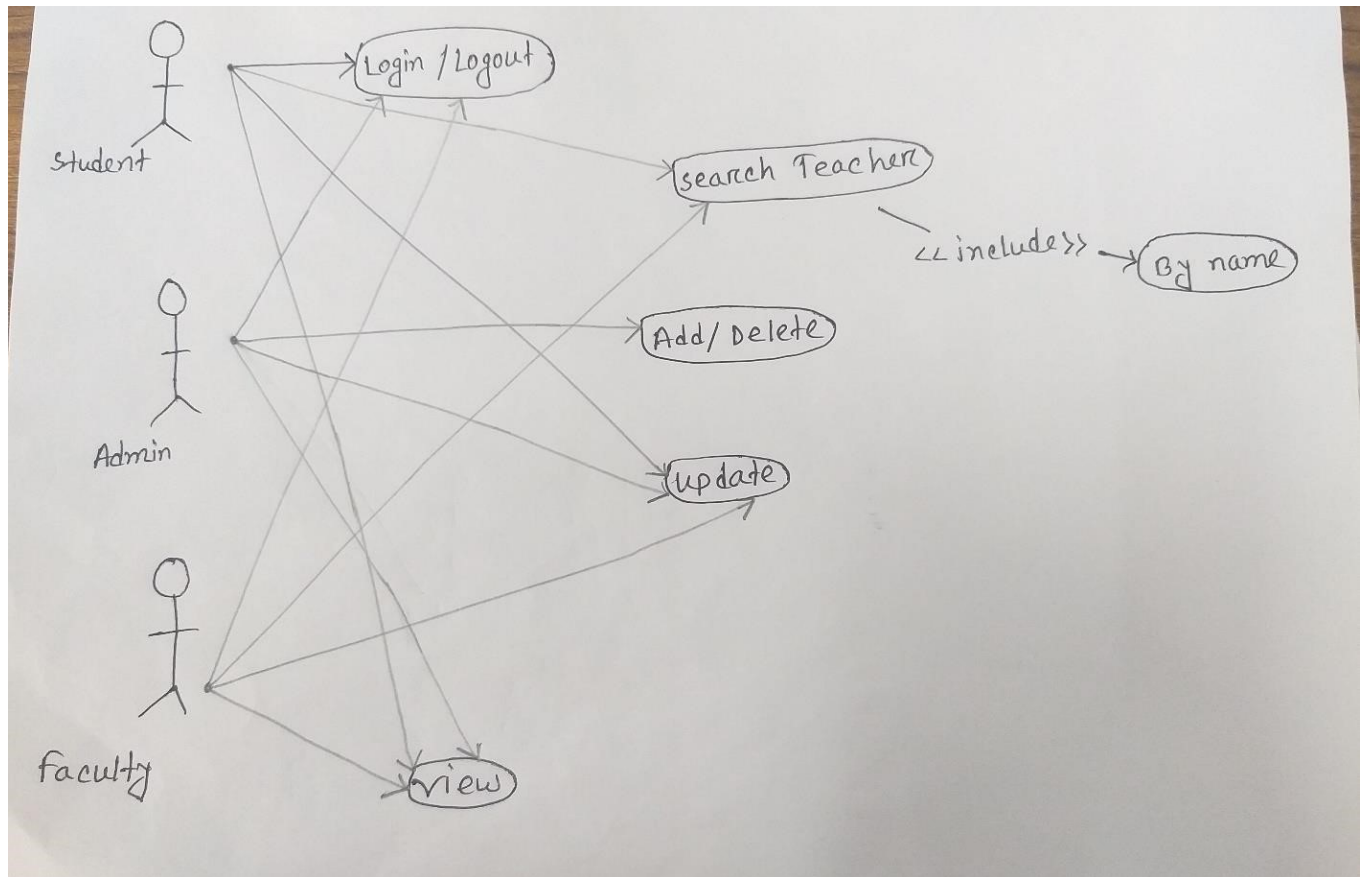 Login / Logout
Student
search Teacher
<< include >>
By name
Add / Delete
Admin
update
faculty
view